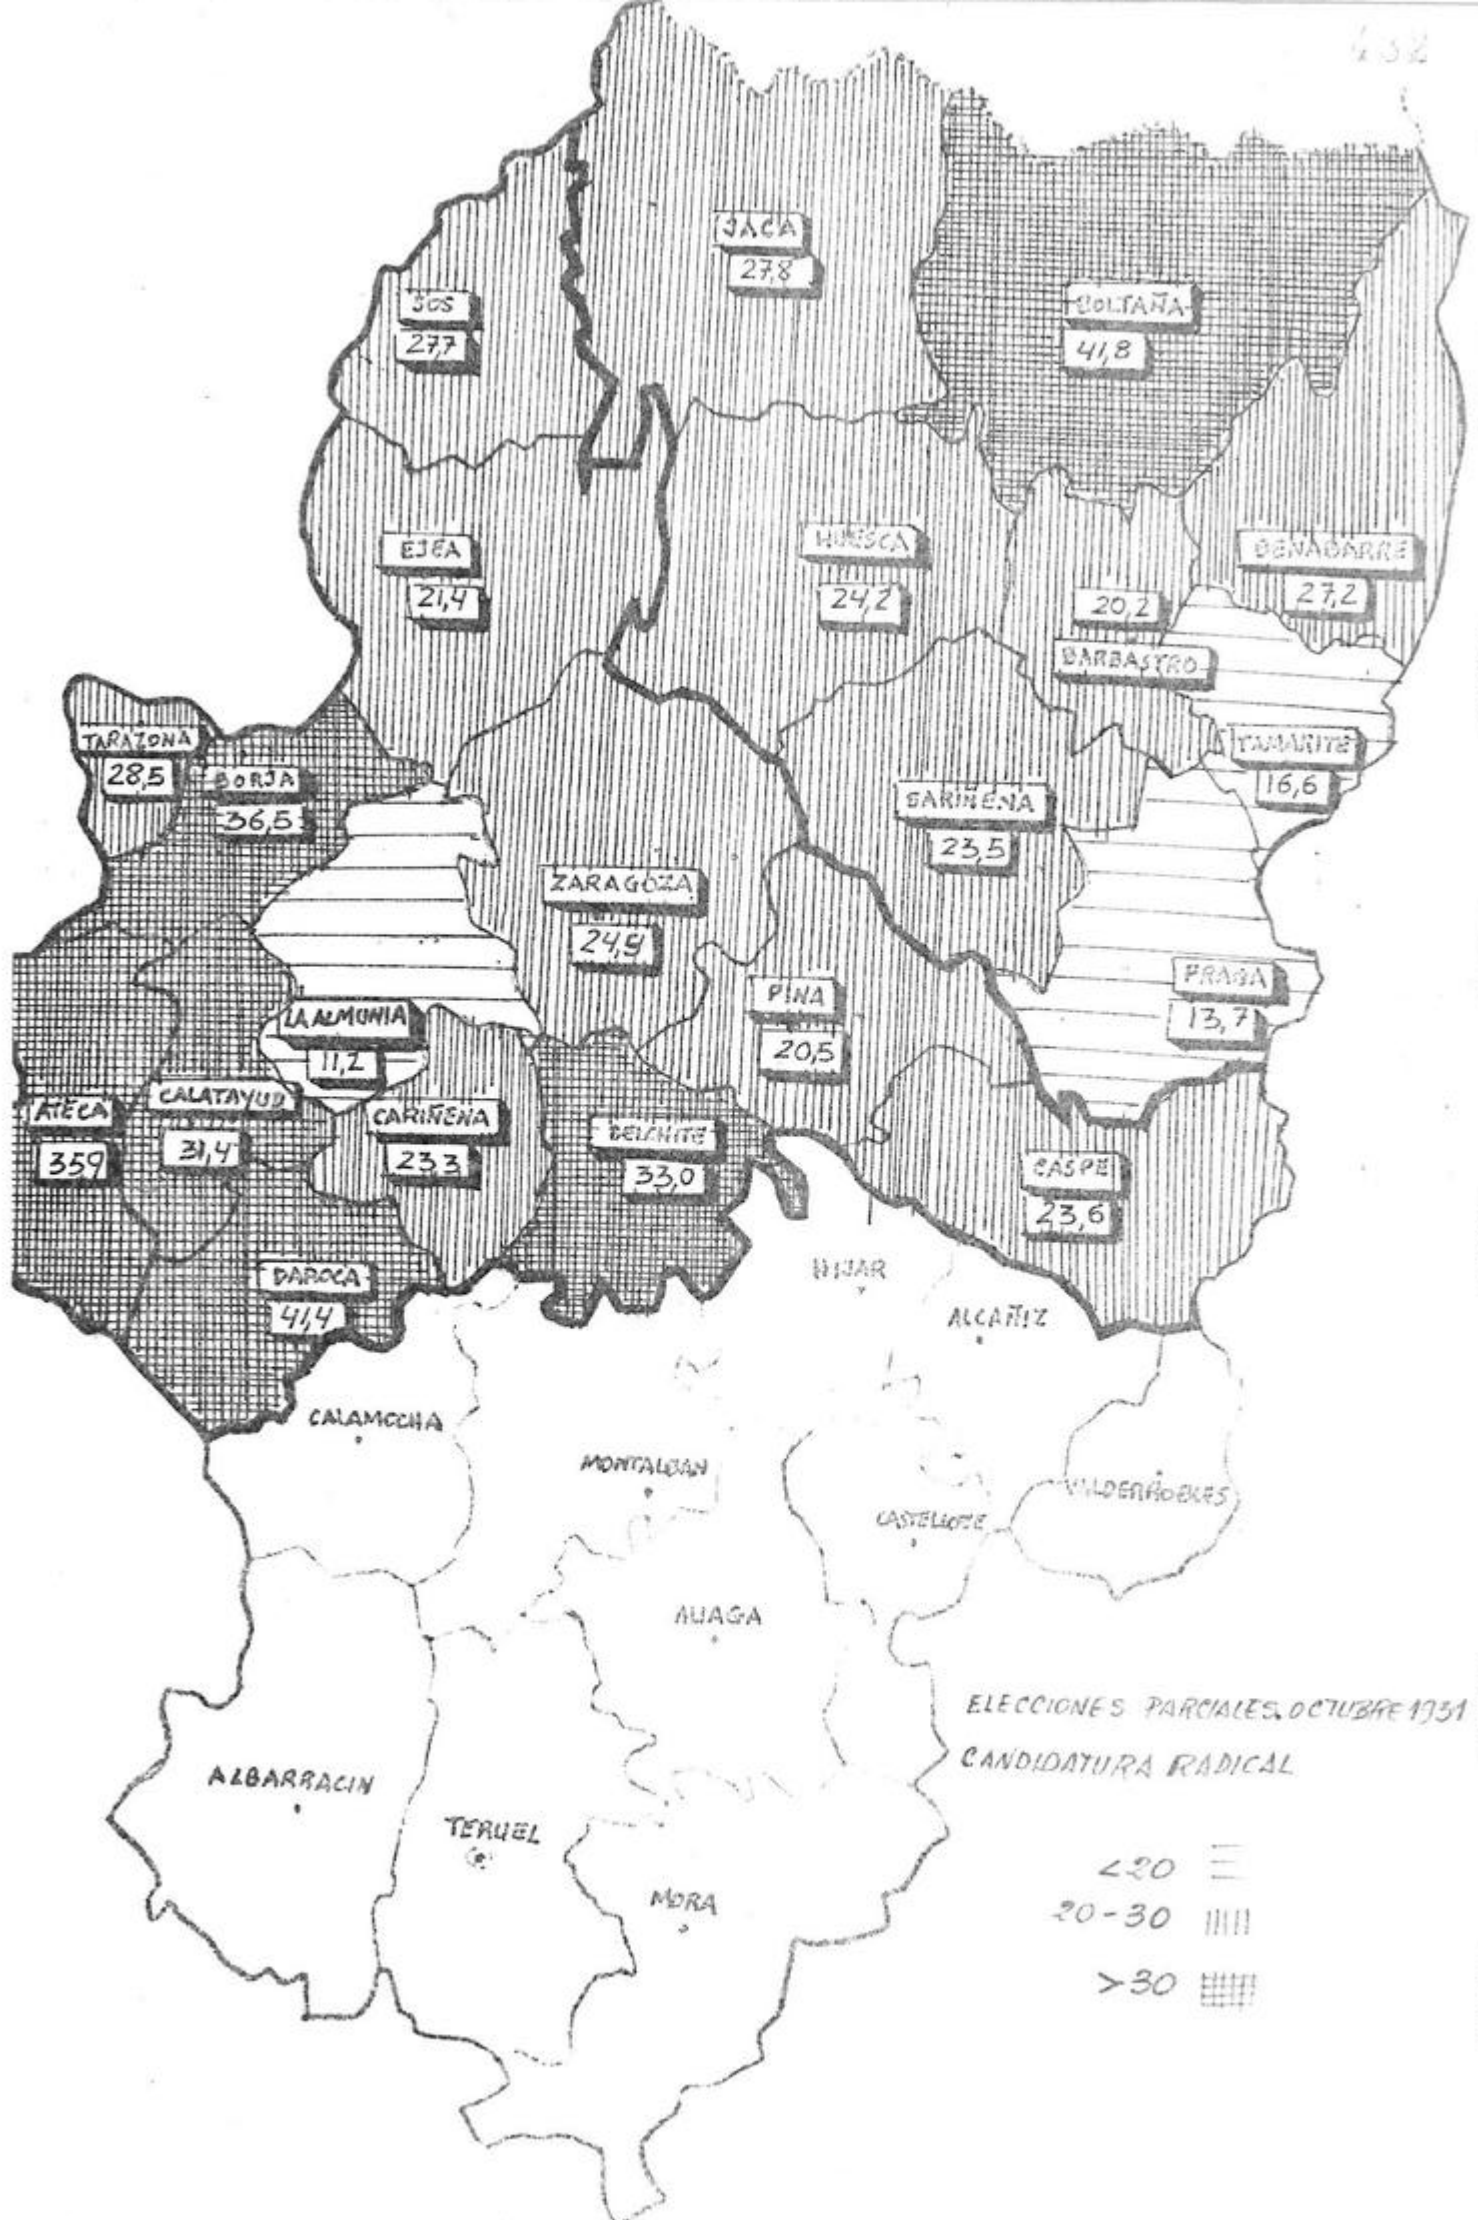 438
JACA
27,8
SOS
27,7
BOLTAÑA
41,8
EJEA
21,4
HUESCA
24,2
BENABARRE
27,2
20,2
BARBASTRO
TARAZONA
28,5
BORJA
36,5
TAMARITE
16,6
SARIÑENA
23,5
ZARAGOZA
24,9
PINA
20,5
FRAGA
13,7
LA ALMUNIA
11,2
ATECA
359
CALATAYUD
31,4
CARIÑENA
23,3
BELCHITE
33,0
CASPE
23,6
DAROCA
41,4
HIJAR
ALCAÑIZ
CALAMOCHA
MONTALBAN
CASTELLOTE
VALDERROBLES
ALIAGA
ALBARRACIN
TERUEL
MORA
ELECCIONES PARCIALES. OCTUBRE 1931
CANDIDATURA RADICAL
<20
20-30
>30